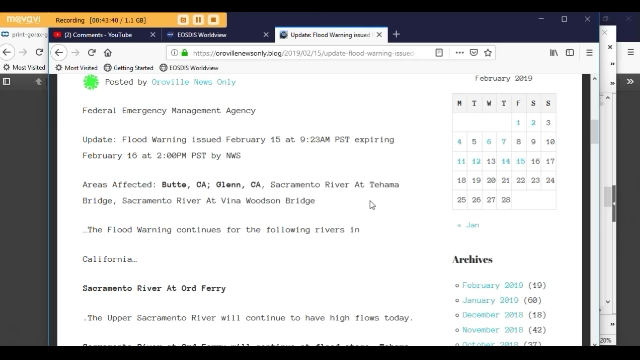 movavi Recording 00:43:40 / 1.1 GB
(2) Comments - YouTube
EOSDIS Worldview
Update: Flood Warning issued
https://orovillenewsonly.blog/2019/02/15/update-flood-warning-issued
Most Visited Getting Started EOSDIS Worldview
Most Visited
Posted by Oroville News Only
Federal Emergency Management Agency
Update: Flood Warning issued February 15 at 9:23AM PST expiring
February 16 at 2:00PM PST by NWS
Areas Affected: Butte, CA; Glenn, CA, Sacramento River At Tehama
Bridge, Sacramento River At Vina Woodson Bridge
…The Flood Warning continues for the following rivers in
California…
Sacramento River At Ord Ferry
.The Upper Sacramento River will continue to have high flows today.
February 2019
M T W T F S S
1 2 3
4 5 6 7 8 9 10
11 12 13 14 15 16 17
18 19 20 21 22 23 24
25 26 27 28
« Jan
Archives
February 2019 (19)
January 2019 (60)
December 2018 (18)
November 2018 (42)
October 2018 (37)
20%